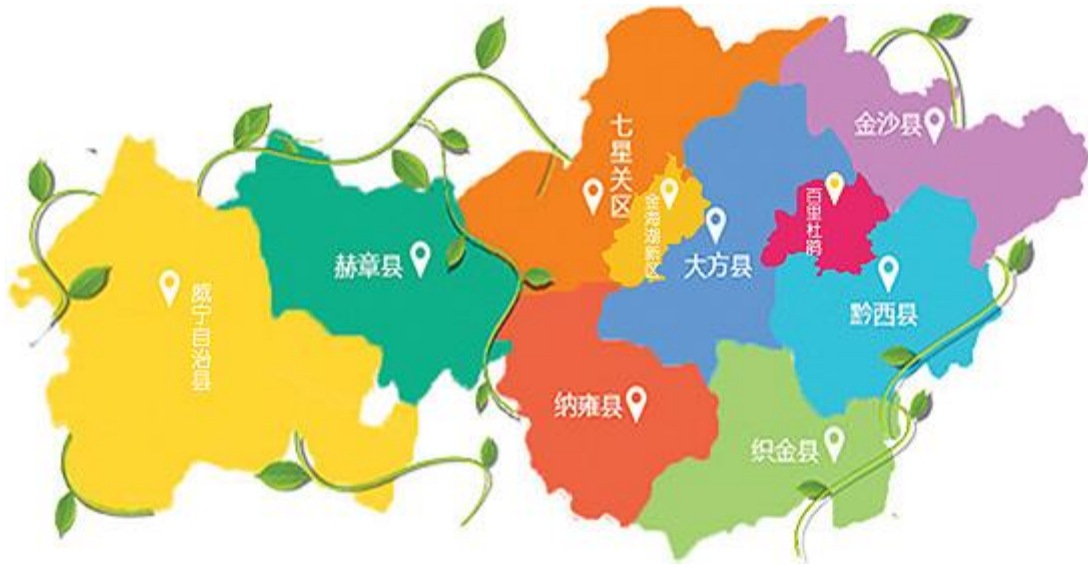 七星关区
金沙县
金海湖新区
百里杜鹃
赫章县
大方县
威宁自治县
黔西县
纳雍县
织金县